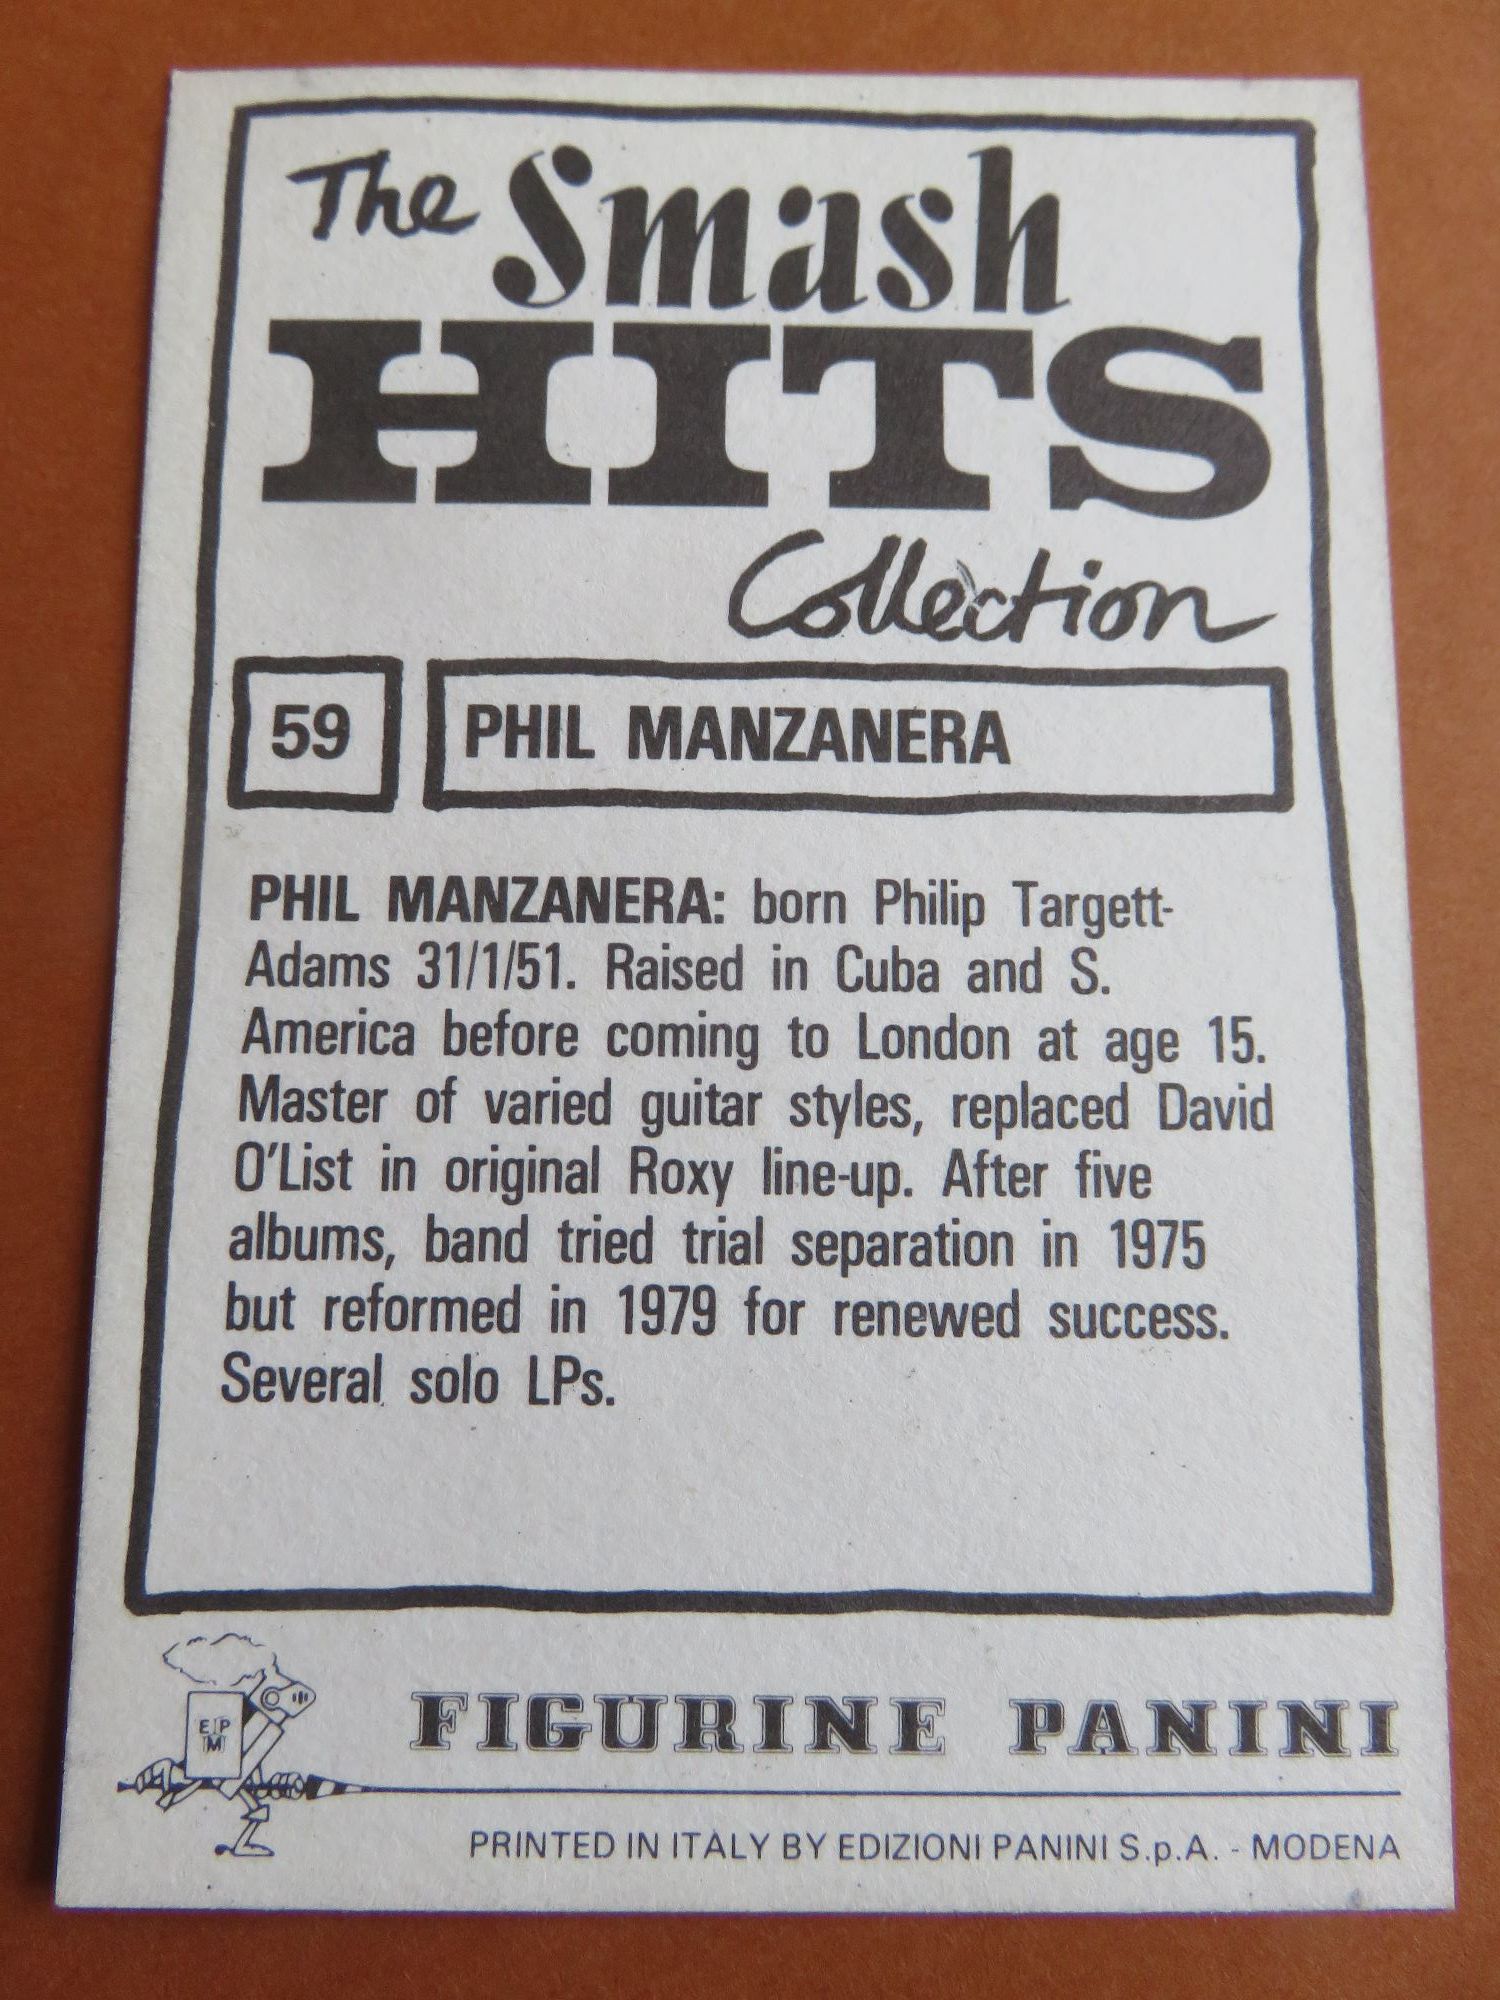 The Smash
HITS
Collection
59
PHIL MANZANERA
PHIL MANZANERA: born Philip Targett-
Adams 31/1/51. Raised in Cuba and S.
America before coming to London at age 15.
Master of varied guitar styles, replaced David
O'List in original Roxy line-up. After five
albums, band tried trial separation in 1975
but reformed in 1979 for renewed success.
Several solo LPs.
EPM
FIGURINE PANINI
PRINTED IN ITALY BY EDIZIONI PANINI S.p.A. - MODENA